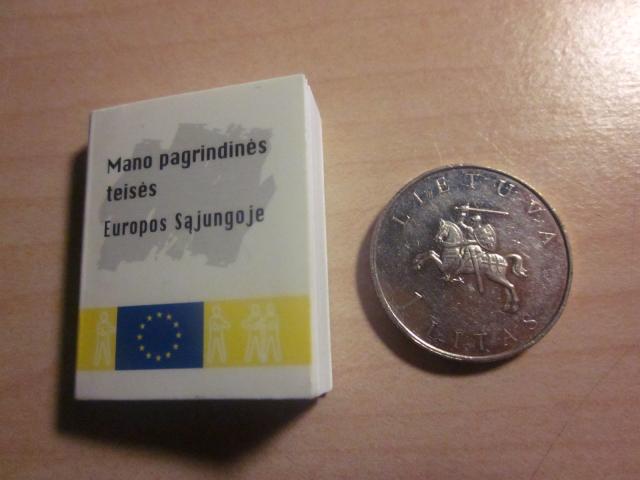 Mano pagrindinės
teisės
Europos Sąjungoje
LIETUVA
1 LITAS